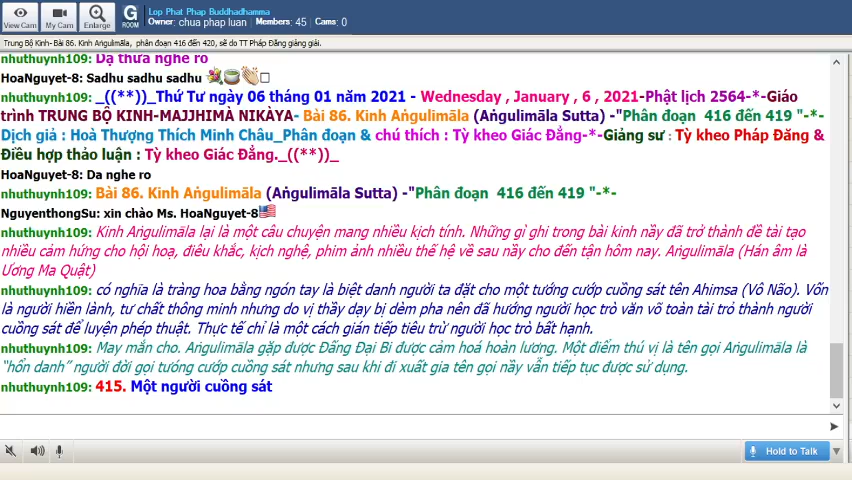 View Cam
My Cam
Enlarge
G
ROOM
Lop Phat Phap Buddhadhamma
Owner: chua phap luan Members: 45 Cams: 0
Trung Bộ Kinh- Bài 86. Kinh Aṅgulimāla, phân đoạn 416 đến 420, sẽ do TT Pháp Đăng giảng giải.
nhuthuynh109: Dạ thưa nghe rõ
HoaNguyet-8: Sadhu sadhu sadhu
nhuthuynh109: _((**))_Thứ Tư ngày 06 tháng 01 năm 2021 - Wednesday , January , 6 , 2021-Phật lịch 2564-*-Giáo
trình TRUNG BỘ KINH-MAJJHIMÀ NIKÀYA- Bài 86. Kinh Aṅgulimāla (Aṅgulimāla Sutta) -"Phân đoạn 416 đến 419 "-*-
Dịch giả : Hoà Thượng Thích Minh Châu_Phân đoạn & chú thích : Tỳ kheo Giác Đẳng-*-Giảng sư : Tỳ kheo Pháp Đăng &
Điều hợp thảo luận : Tỳ kheo Giác Đẳng._((**))_
HoaNguyet-8: Da nghe ro
nhuthuynh109: Bài 86. Kinh Aṅgulimāla (Aṅgulimāla Sutta) -"Phân đoạn 416 đến 419 "-*-
NguyenthongSu: xin chào Ms. HoaNguyet-8
nhuthuynh109: Kinh Aṅgulimāla lại là một câu chuyện mang nhiều kịch tính. Những gì ghi trong bài kinh nầy đã trở thành đề tài tạo
nhiều cảm hứng cho hội hoạ, điêu khắc, kịch nghệ, phim ảnh nhiều thế hệ về sau nầy cho đến tận hôm nay. Aṅgulimāla (Hán âm là
Ương Ma Quật)
nhuthuynh109: có nghĩa là tràng hoa bằng ngón tay là biệt danh người ta đặt cho một tướng cướp cuồng sát tên Ahimsa (Vô Não). Vốn
là người hiền lành, tư chất thông minh nhưng do vị thầy dạy bị dèm pha nên đã hướng người học trò văn võ toàn tài trở thành người
cuồng sát để luyện phép thuật. Thực tế chỉ là một cách gián tiếp tiêu trừ người học trò bất hạnh.
nhuthuynh109: May mắn cho. Aṅgulimāla gặp được Đấng Đại Bi được cảm hoá hoàn lương. Một điểm thú vị là tên gọi Aṅgulimāla là
“hổn danh” người đời gọi tướng cướp cuồng sát nhưng sau khi đi xuất gia tên gọi nầy vẫn tiếp tục được sử dụng.
nhuthuynh109: 415. Một người cuồng sát
Hold to Talk